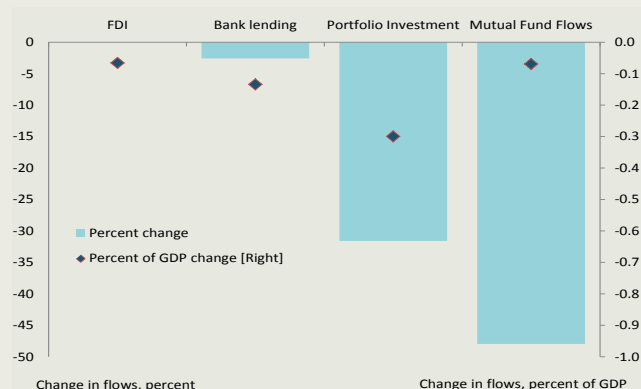 FDI Bank lending Portfolio Investment Mutual Fund Flows
0 0.0
-5 -0.1
-10 -0.2
-15 -0.3
-20 -0.4
-25 -0.5
-30 -0.6
-35 -0.7
-40 -0.8
-45 -0.9
-50 -1.0
Percent change
Percent of GDP change [Right]
Change in flows, percent Change in flows, percent of GDP